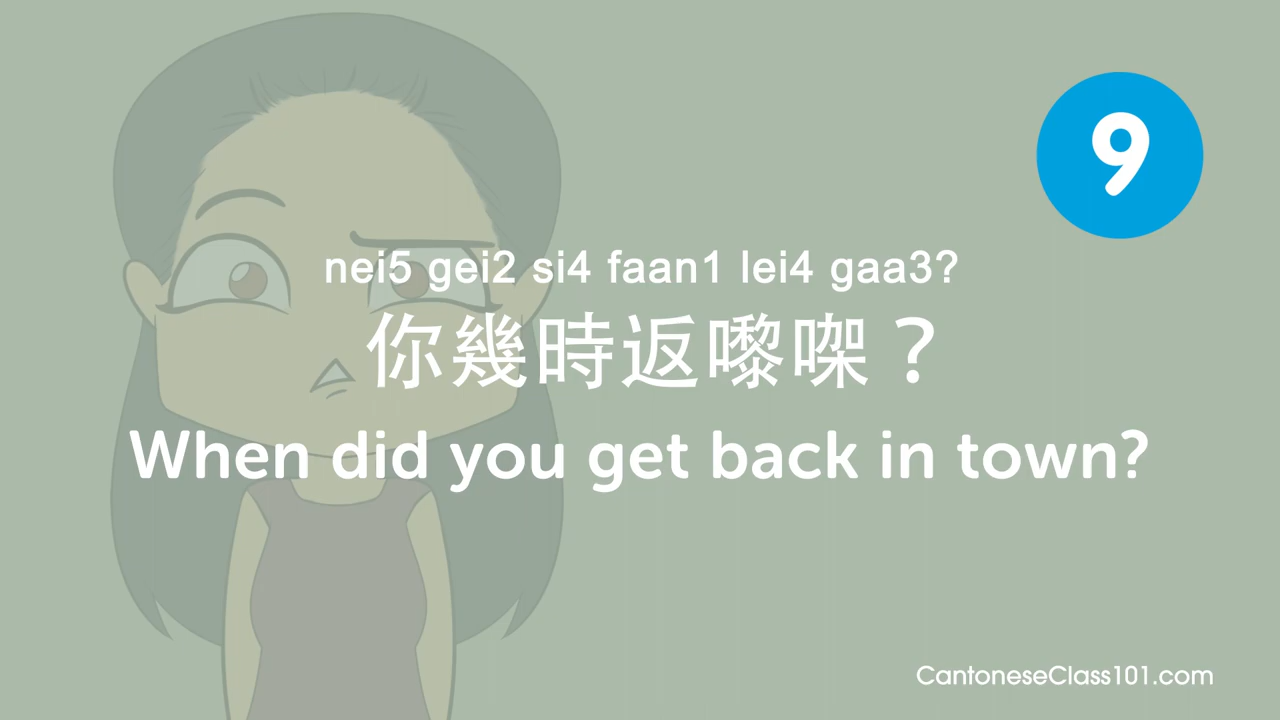 9
nei5 gei2 si4 faan1 lei4 gaa3?
你幾時返嚟㗎？
When did you get back in town?
CantoneseClass101.com